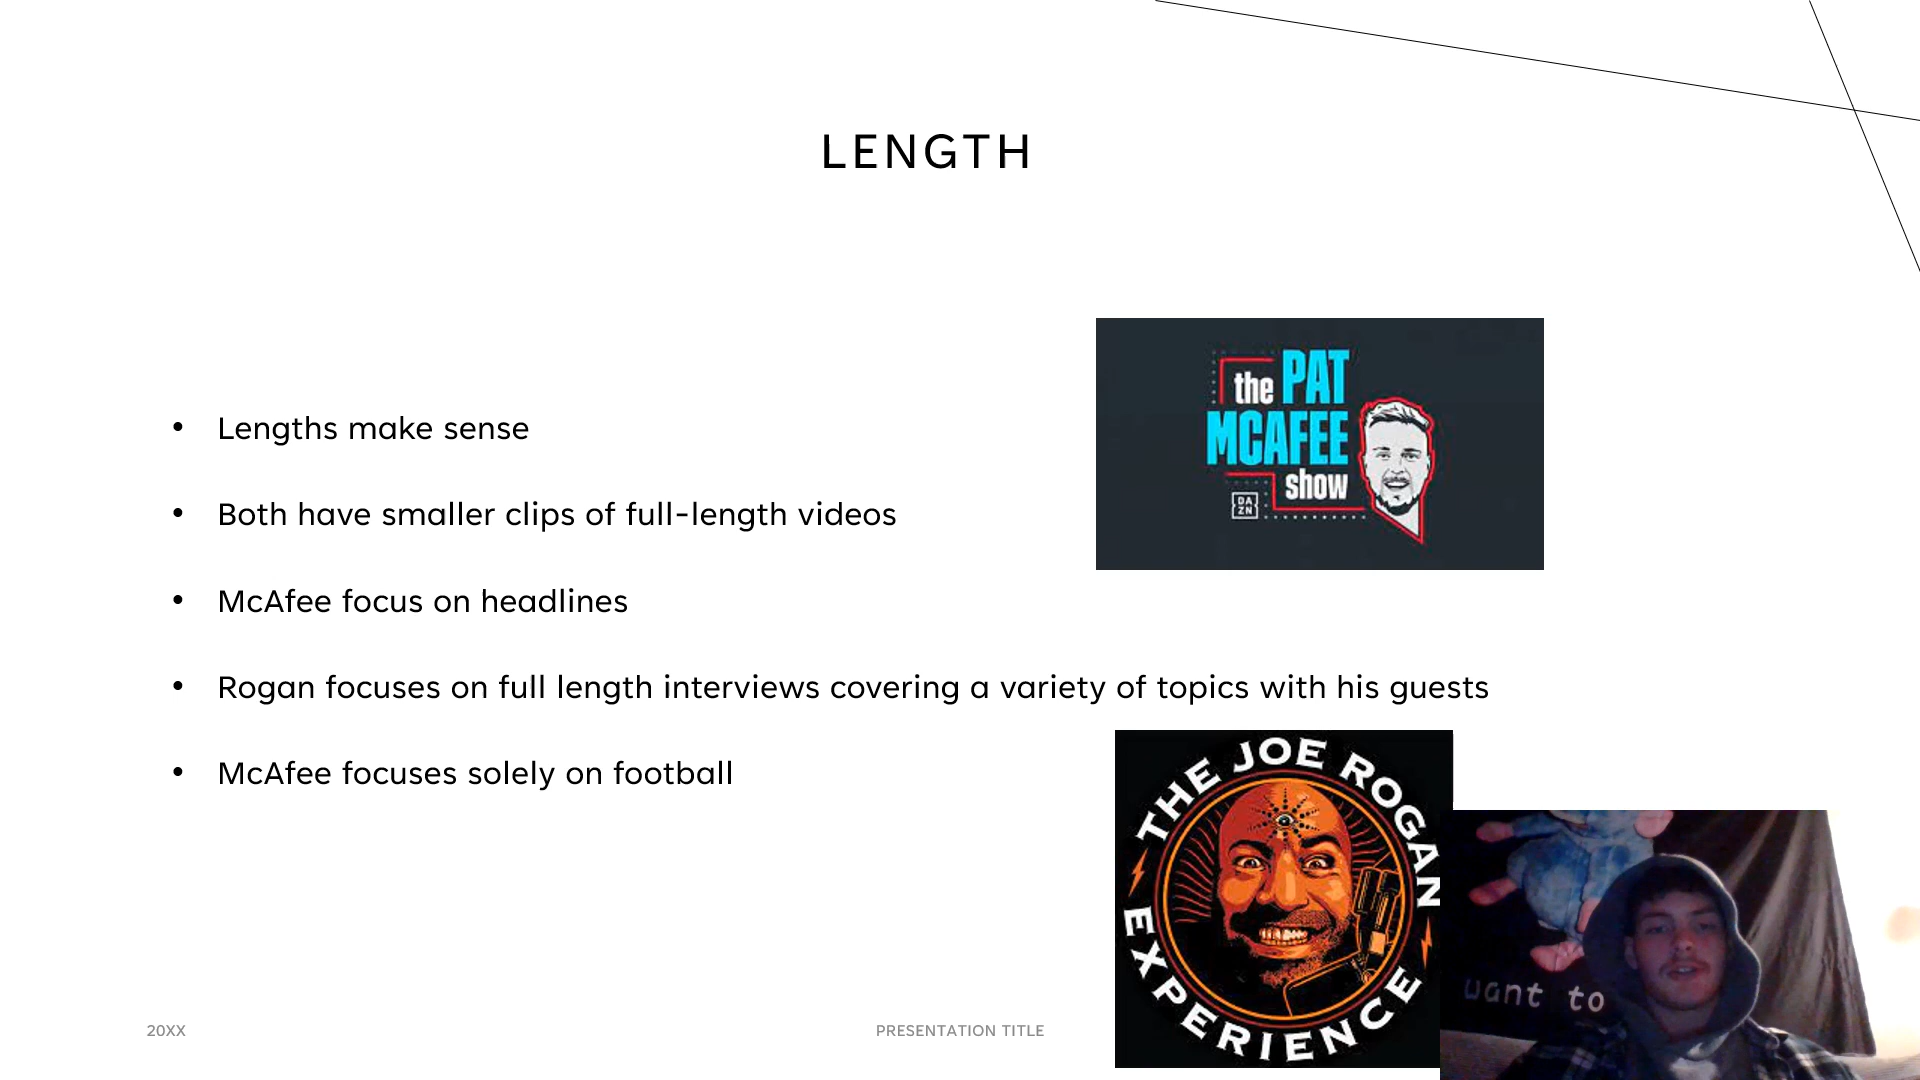 LENGTH
• Lengths make sense
• Both have smaller clips of full-length videos
• McAfee focus on headlines
• Rogan focuses on full length interviews covering a variety of topics with his guests
• McAfee focuses solely on football
the PAT
MCAFEE
show
DA
ZN
THE JOE ROGAN
EXPERIENCE
want to
20XX
PRESENTATION TITLE